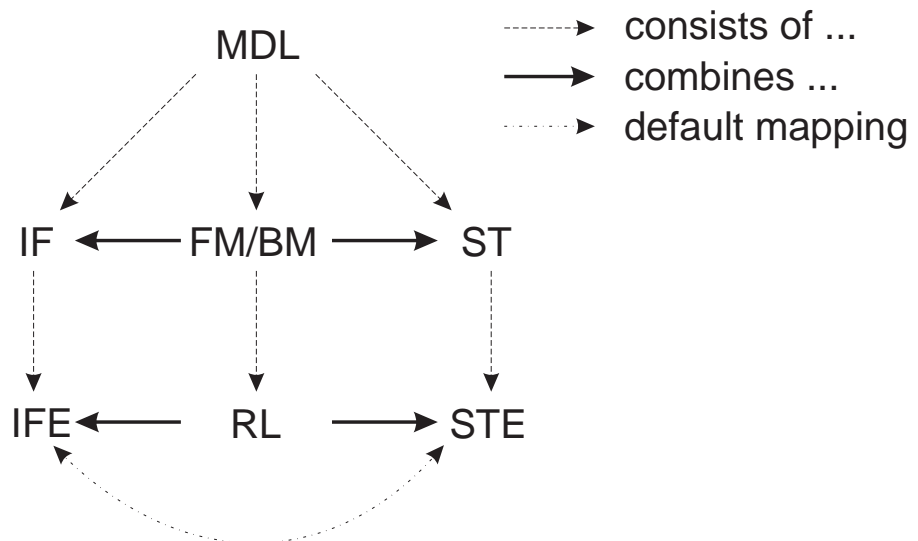 MDL
consists of ...
combines ...
default mapping
IF FM/BM ST
IFE RL STE